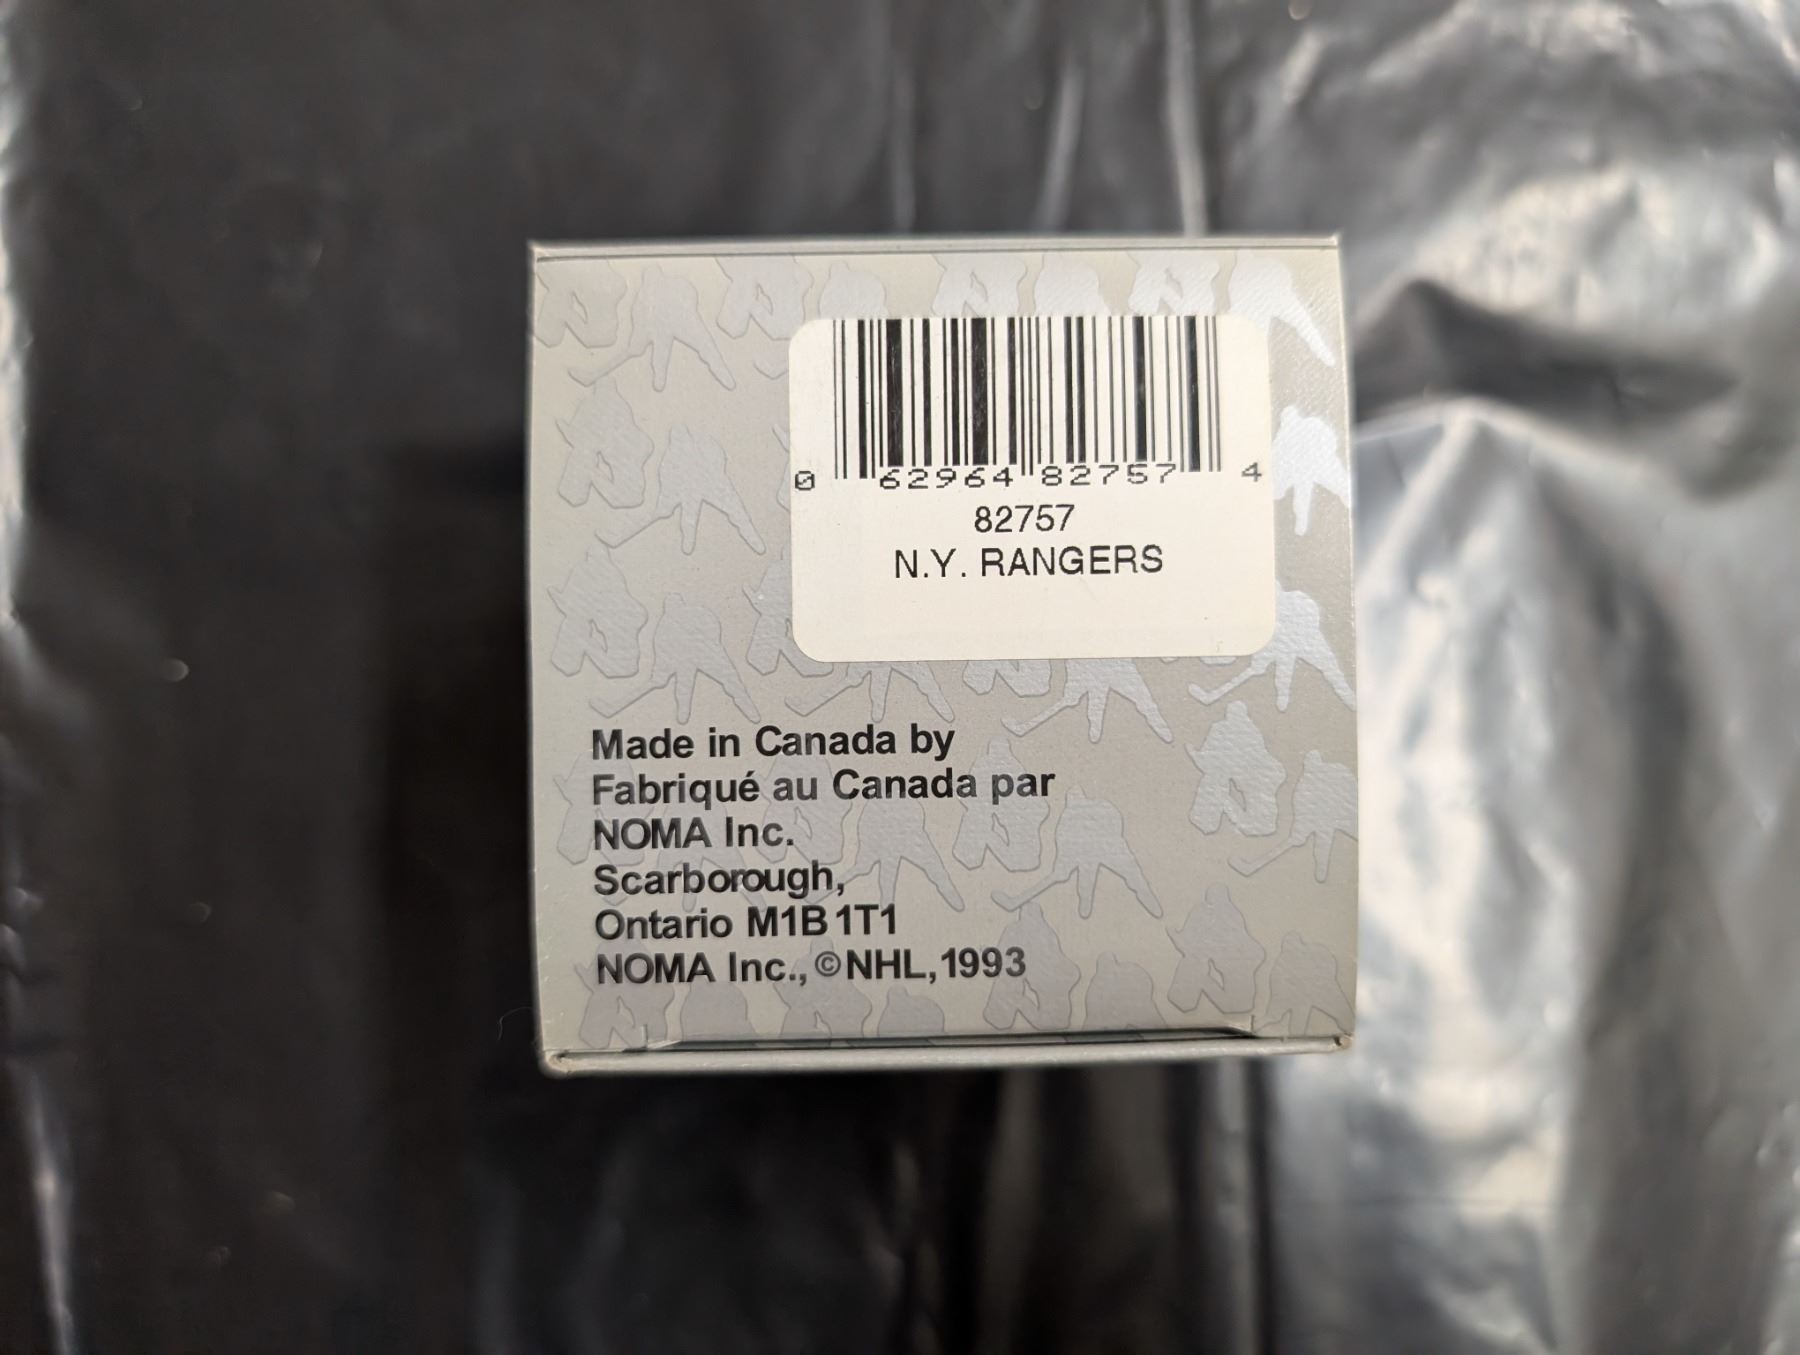 0 62964 82757 4
82757
N.Y. RANGERS
Made in Canada by
Fabriqué au Canada par
NOMA Inc.
Scarborough,
Ontario M1B 1T1
NOMA Inc., ©NHL, 1993